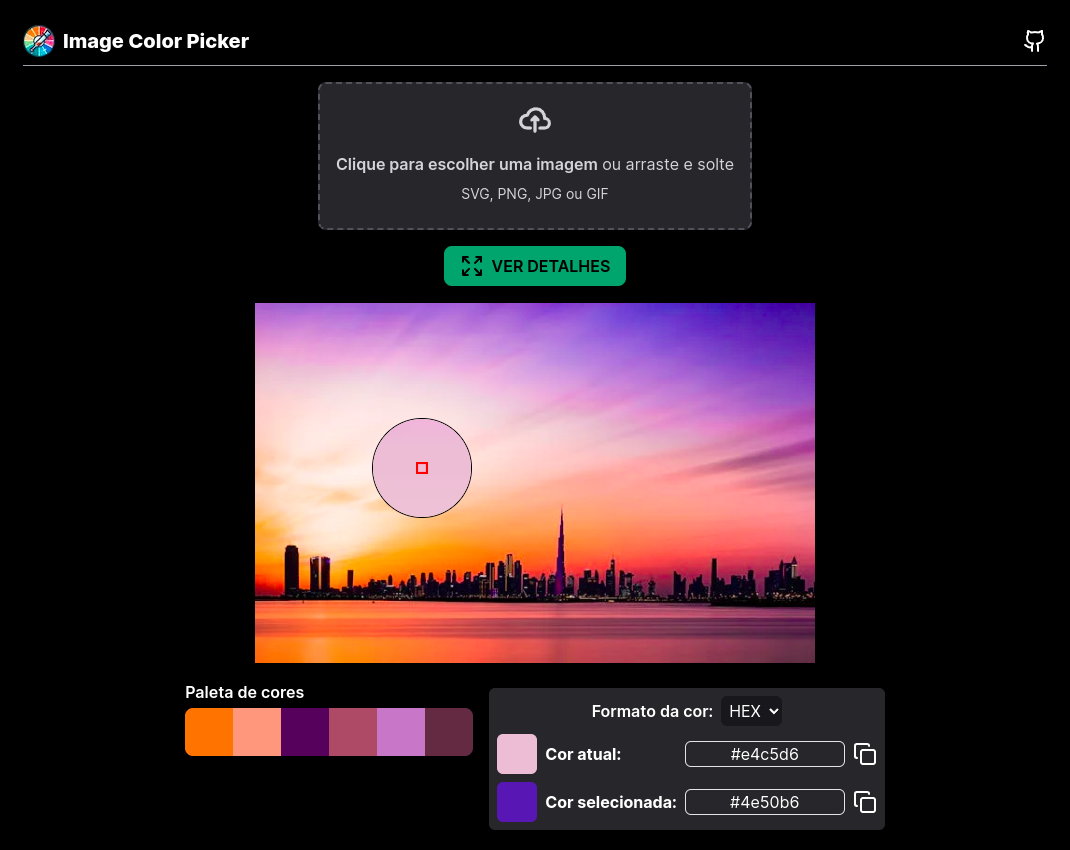 Image Color Picker
Clique para escolher uma imagem ou arraste e solte
SVG, PNG, JPG ou GIF
VER DETALHES
Paleta de cores
Formato da cor: HEX
Cor atual: #e4c5d6
Cor selecionada: #4e50b6